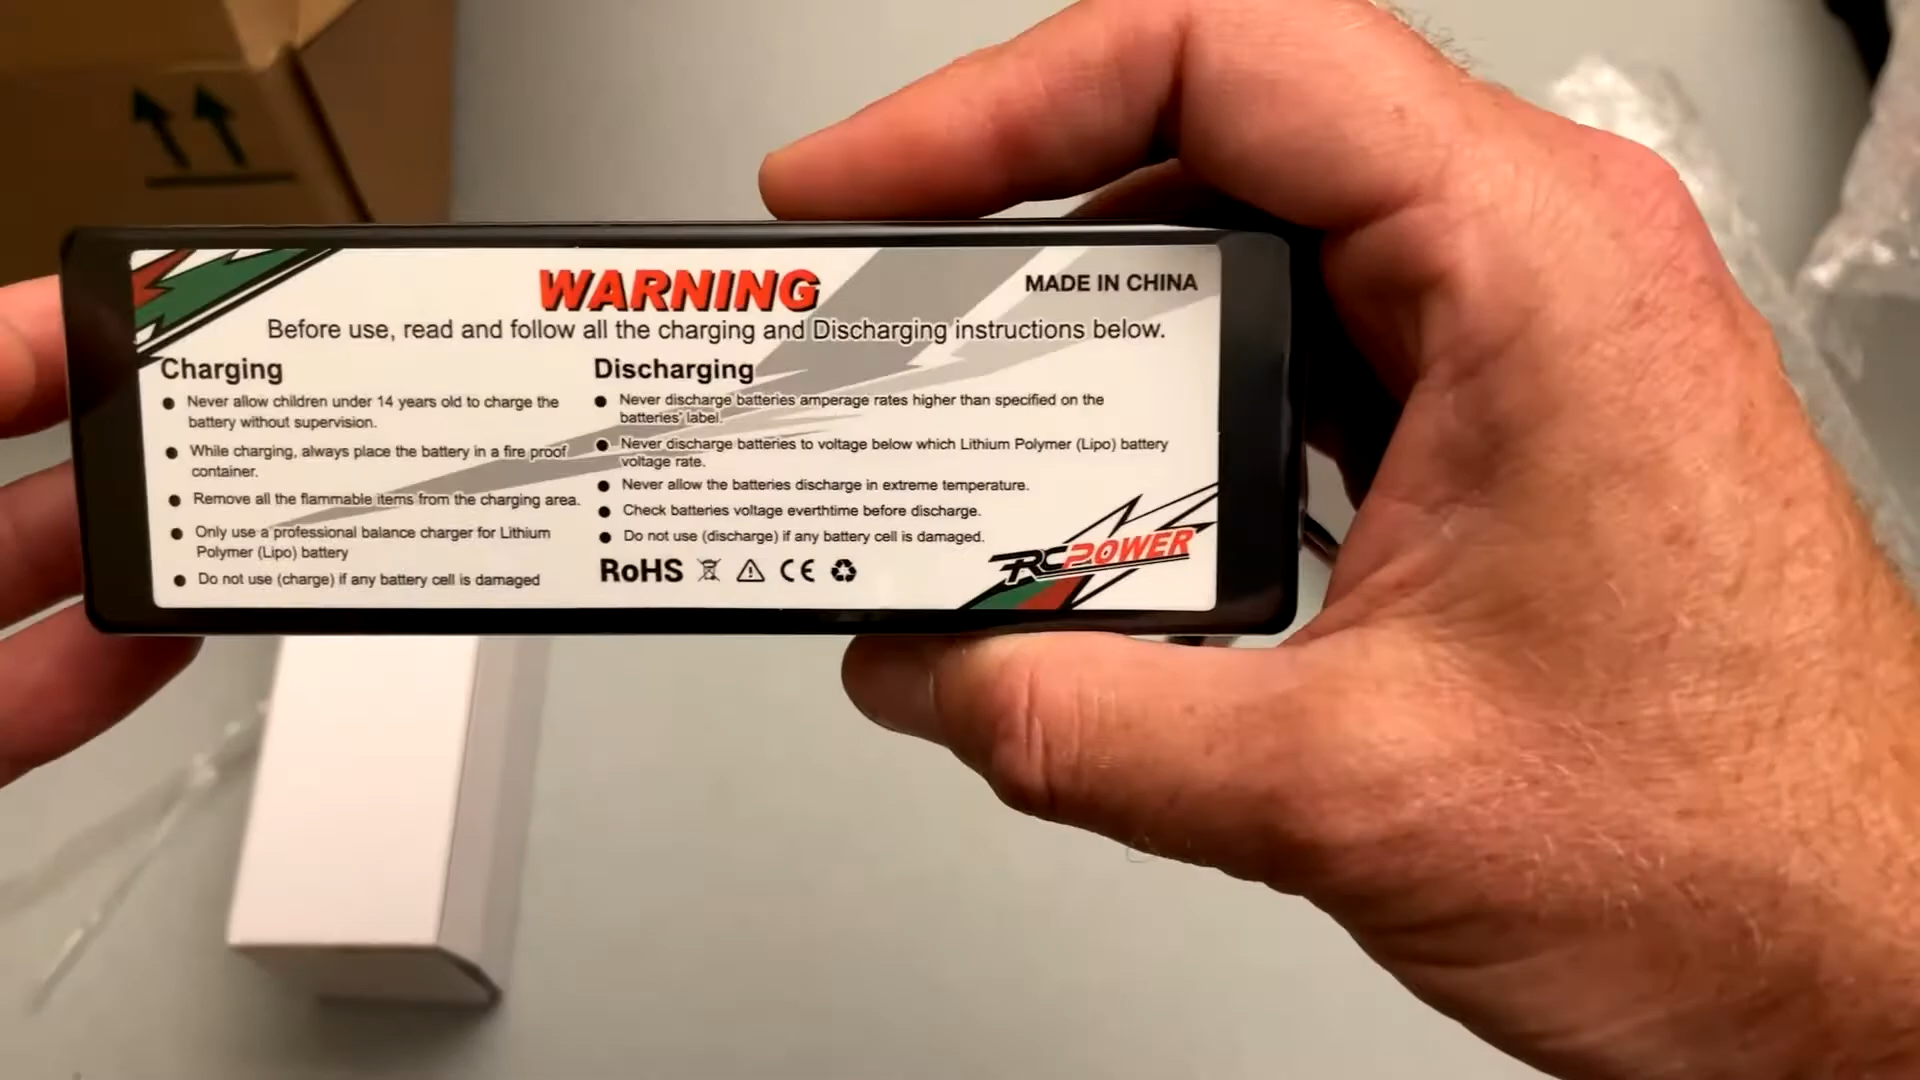 WARNING
MADE IN CHINA
Before use, read and follow all the charging and Discharging instructions below.
Charging
Never allow children under 14 years old to charge the
battery without supervision.
While charging, always place the battery in a fire proof
container.
Remove all the flammable items from the charging area.
Only use a professional balance charger for Lithium
Polymer (Lipo) battery
Do not use (charge) if any battery cell is damaged
Discharging
Never discharge batteries amperage rates higher than specified on the
batteries' label.
Never discharge batteries to voltage below which Lithium Polymer (Lipo) battery
voltage rate.
Never allow the batteries discharge in extreme temperature.
Check batteries voltage everthtime before discharge.
Do not use (discharge) if any battery cell is damaged.
RoHS CE
RCPOWER